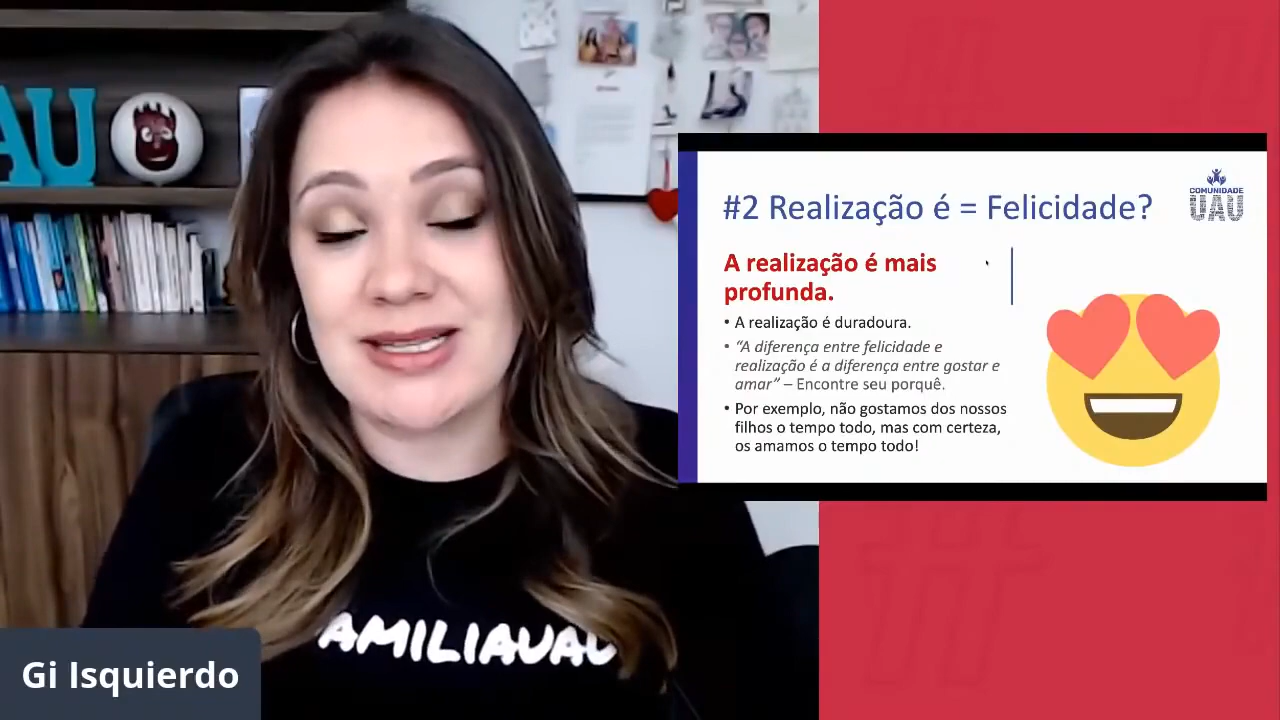 AU
#2 Realização é = Felicidade?
COMUNIDADE
UAU
A realização é mais
profunda.
• A realização é duradoura.
• “A diferença entre felicidade e
realização é a diferença entre gostar e
amar” – Encontre seu porquê.
• Por exemplo, não gostamos dos nossos
filhos o tempo todo, mas com certeza,
os amamos o tempo todo!
AMILIAUAU
Gi Isquierdo